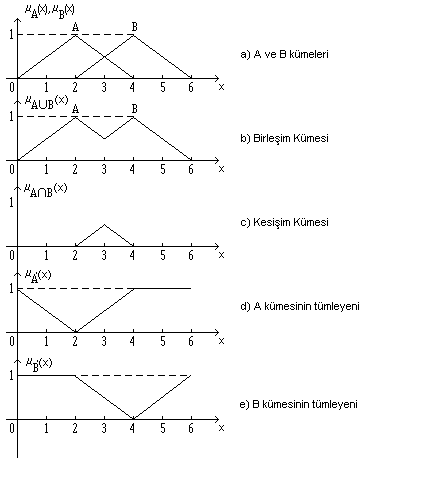 μA(x), μB(x)
A B
1
0 1 2 3 4 5 6 x
a) A ve B kümeleri
μA∪B(x)
A B
1
0 1 2 3 4 5 6 x
b) Birleşim Kümesi
μA∩B(x)
1
0 1 2 3 4 5 6 x
c) Kesişim Kümesi
μA̅(x)
1
0 1 2 3 4 5 6 x
d) A kümesinin tümleyeni
μB̅(x)
1
0 1 2 3 4 5 6 x
e) B kümesinin tümleyeni